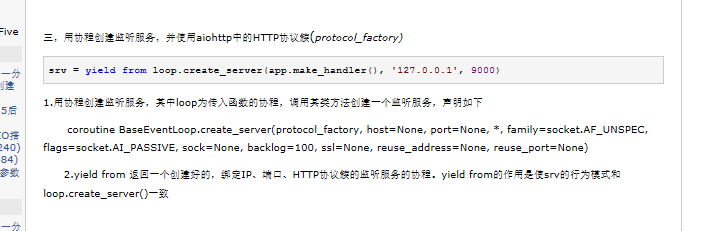 Five
三，用协程创建监听服务，并使用aiohttp中的HTTP协议簇(protocol_factory)
一分
创建
srv = yield from loop.create_server(app.make_handler(), '127.0.0.1', 9000)
1.用协程创建监听服务，其中loop为传入函数的协程，调用其类方法创建一个监听服务，声明如下
5后
coroutine BaseEventLoop.create_server(protocol_factory, host=None, port=None, *, family=socket.AF_UNSPEC,
IO搭
240)
flags=socket.AI_PASSIVE, sock=None, backlog=100, ssl=None, reuse_address=None, reuse_port=None)
84)
参数
2.yield from 返回一个创建好的，绑定IP、端口、HTTP协议簇的监听服务的协程。yield from的作用是使srv的行为模式和
loop.create_server()一致
一分